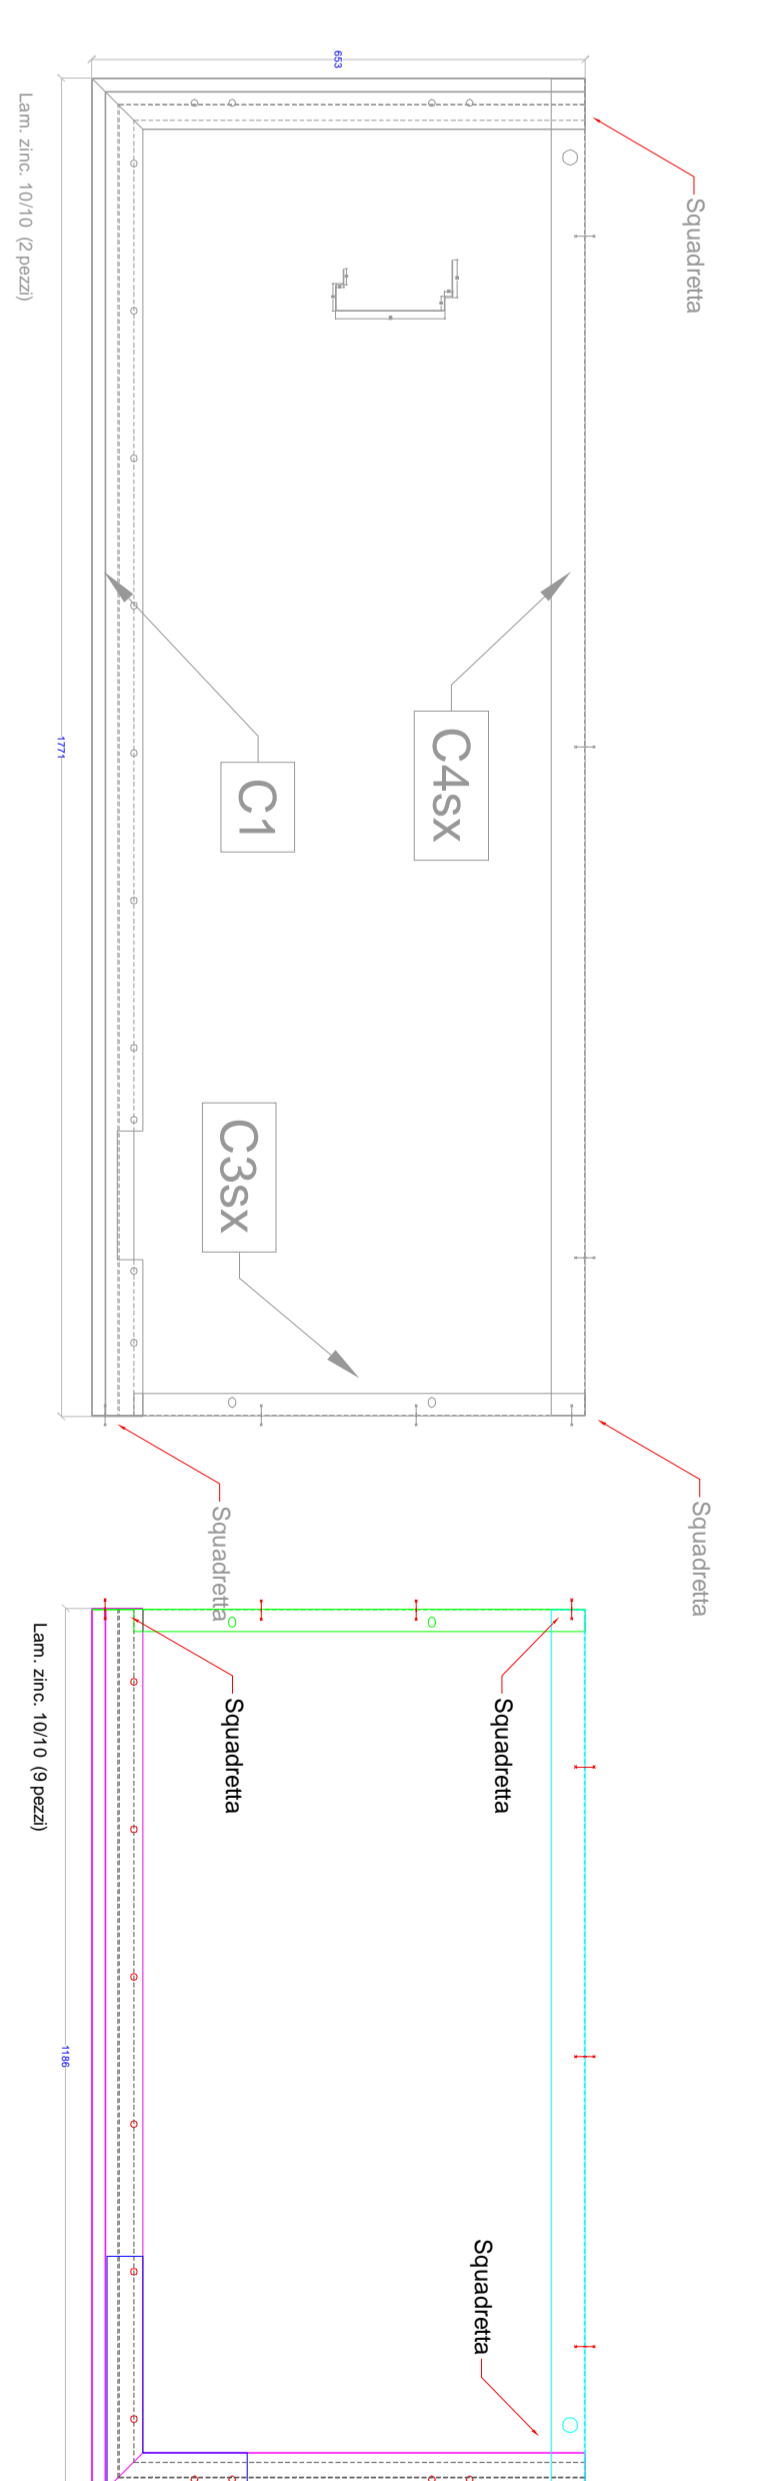 653
Squadretta
Lam. zinc. 10/10 (2 pezzi)
C4sx
1771
C1
C3sx
Squadretta
Squadretta
Squadretta
Squadretta
Lam. zinc. 10/10 (9 pezzi)
1186
Squadretta